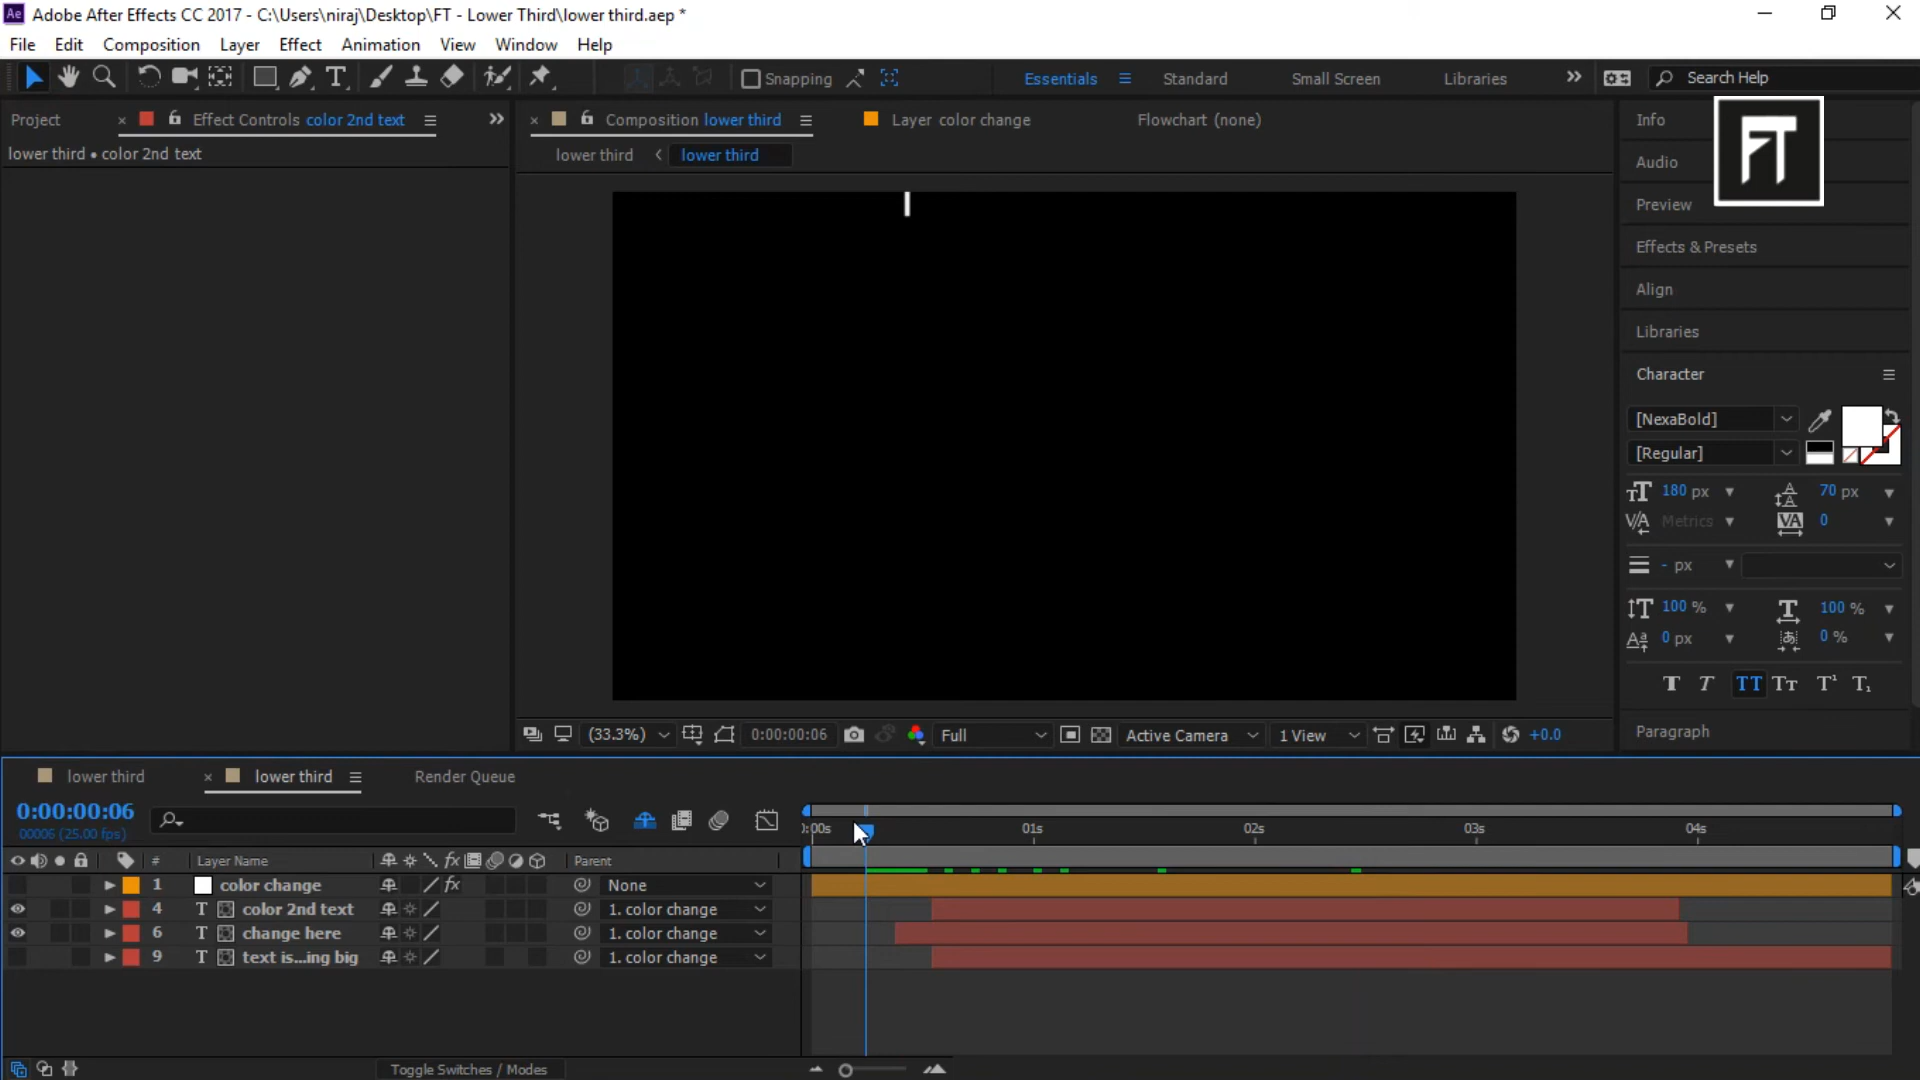 Ae Adobe After Effects CC 2017 - C:\Users\niraj\Desktop\FT - Lower Third\lower third.aep *
File Edit Composition Layer Effect Animation View Window Help
Snapping Essentials Standard Small Screen Libraries Search Help
Project Effect Controls color 2nd text Composition lower third Layer color change Flowchart (none) Info
lower third • color 2nd text lower third lower third
FT
Audio
Preview
Effects & Presets
Align
Libraries
Character
[NexaBold]
[Regular]
180 px 70 px
Metrics 0
- px
100 % 100 %
0 px 0 %
Paragraph
(33.3%) 0:00:00:06 Full Active Camera 1 View +0.0
lower third lower third Render Queue
0:00:00:06
00006 (25.00 fps)
):00s 01s 02s 03s 04s
# Layer Name Parent
1 color change None
4 color 2nd text 1. color change
6 change here 1. color change
9 text is...ing big 1. color change
Toggle Switches / Modes